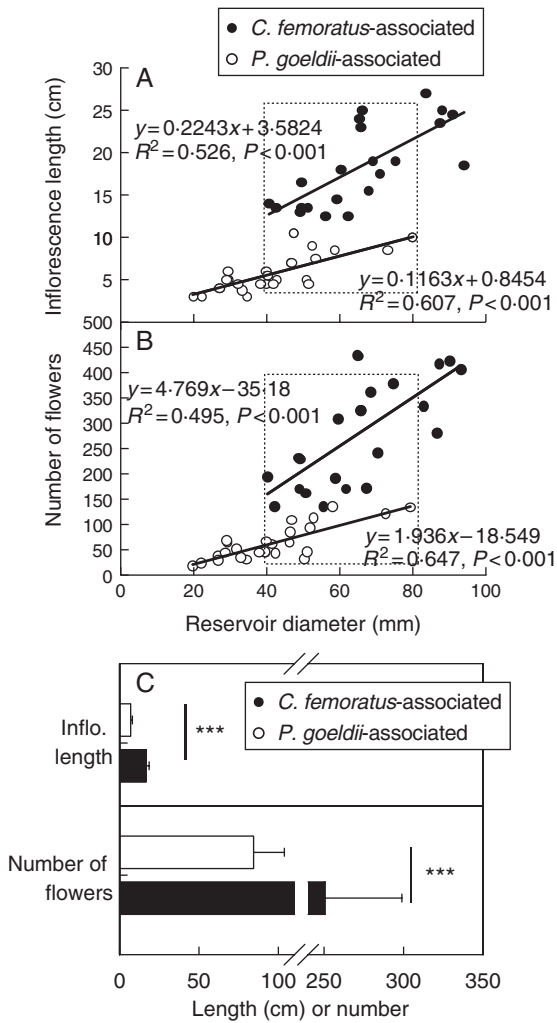 C. femoratus-associated
P. goeldii-associated
A
Inflorescence length (cm)
30
25
20
15
10
5
y=0·2243x+3·5824
R²=0·526, P<0·001
y=0·1163x+0·8454
R²=0·607, P<0·001
B
Number of flowers
500
450
400
350
300
250
200
150
100
50
0
y=4·769x−35·18
R²=0·495, P<0·001
y=1·936x−18·549
R²=0·647, P<0·001
0 20 40 60 80 100
Reservoir diameter (mm)
C
C. femoratus-associated
P. goeldii-associated
Inflo.
length
***
Number of
flowers
***
0 50 100 250 300 350
Length (cm) or number